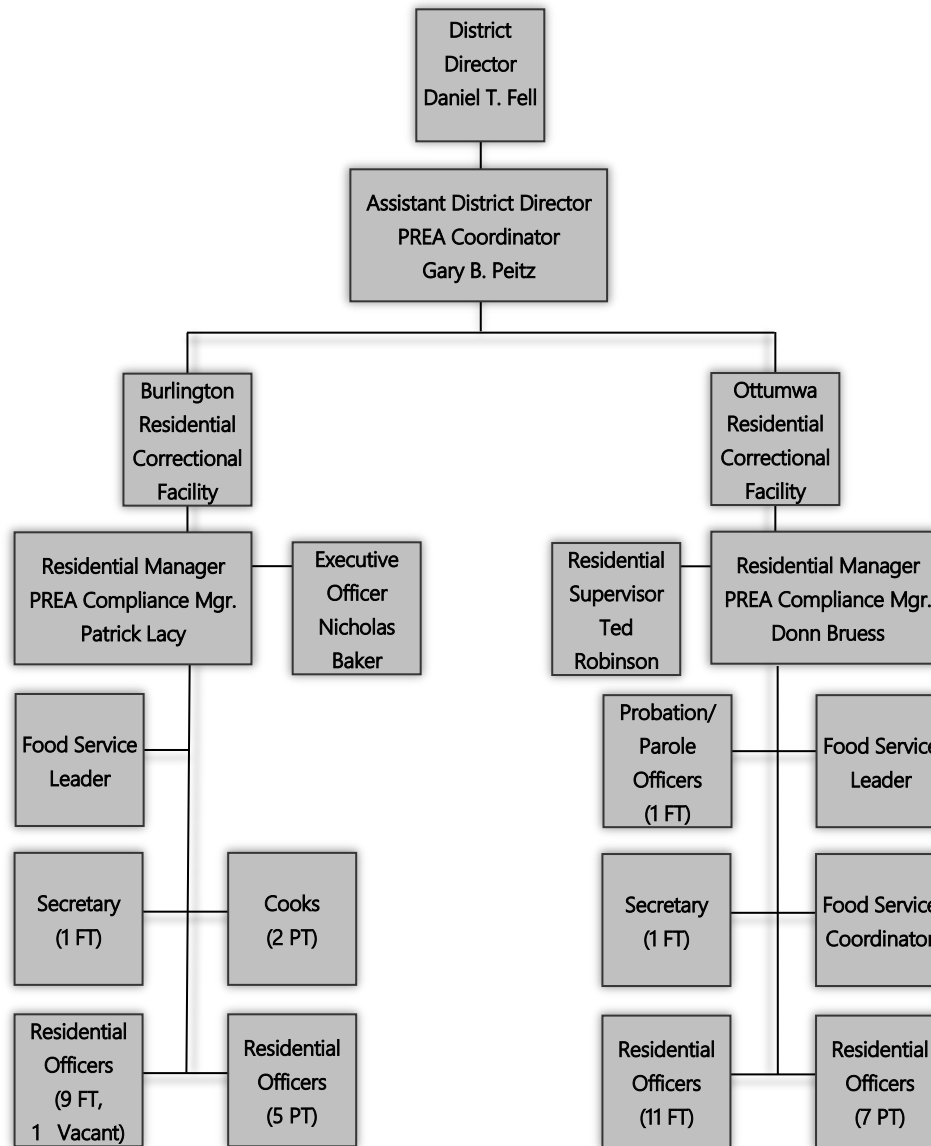 District
Director
Daniel T. Fell
Assistant District Director
PREA Coordinator
Gary B. Peitz
Burlington
Residential
Correctional
Facility
Ottumwa
Residential
Correctional
Facility
Residential Manager
PREA Compliance Mgr.
Patrick Lacy
Executive
Officer
Nicholas
Baker
Residential
Supervisor
Ted
Robinson
Residential Manager
PREA Compliance Mgr.
Donn Bruess
Food Service
Leader
Probation/
Parole
Officers
(1 FT)
Food Service
Leader
Secretary
(1 FT)
Cooks
(2 PT)
Secretary
(1 FT)
Food Service
Coordinator
Residential
Officers
(9 FT,
1 Vacant)
Residential
Officers
(5 PT)
Residential
Officers
(11 FT)
Residential
Officers
(7 PT)